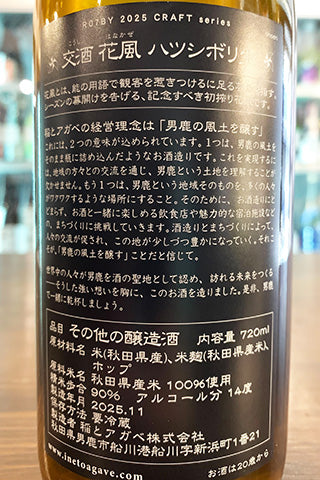 RO7BY 2025 CRAFT series
はなかぜ
交酒 花風 ハツシボリ
花風とは、能の用語で観客を惹きつけるに足る
シーズンの幕開けを告げる、記念すべき初搾り
稲とアガベの経営理念は「男鹿の風土を醸す」
これには、2つの意味が込められています。1つは、男鹿の風土を
そのまま瓶に詰め込んだようなお酒造りです。これを実現するに
は、地域の方々との交流を通じ、男鹿という土地を理解することが
欠かせません。もう1つは、男鹿という地域そのものを、多くの人々が
ワクワクするような場所にすること。そのために、お酒造りにと
どまらず、お酒と一緒に楽しめる飲食店や魅力的な宿泊施設など
の、まちづくりに挑戦していきます。酒造りとまちづくりによって、
人々の交流が促され、この地が少しづつ豊かになっていく。それこ
そが、「男鹿の風土を醸す」ことだと信じて。
世界中の人々が男鹿を酒の聖地として認め、訪れる未来をつくる
――そうした強い想いを胸に、このお酒を造りました。是非、男鹿
で一緒に乾杯しましょう。
品目 その他の醸造酒 内容量 720ml
原材料名 米(秋田県産)、米麹(秋田県産米)、
ホップ
原料米名 秋田県産米 100%使用
精米歩合 90% アルコール分 14度
製造年月 2025.11
保存方法 要冷蔵
製造者 稲とアガベ株式会社
秋田県男鹿市船川港船川字新浜町1番21
www.inetoagave.com お酒は20歳から